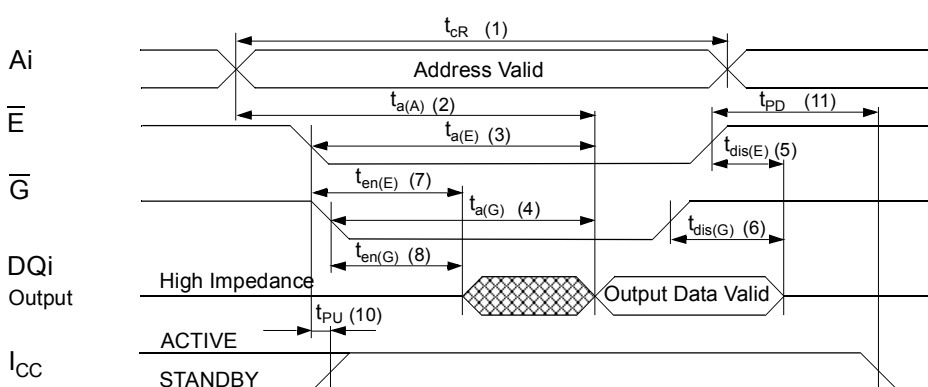 t_cR (1)
Ai
Address Valid
t_a(A) (2)
t_PD (11)
E̅
t_a(E) (3)
t_dis(E) (5)
t_en(E) (7)
G̅
t_a(G) (4)
t_dis(G) (6)
t_en(G) (8)
DQi
Output
High Impedance
Output Data Valid
t_PU (10)
ACTIVE
I_CC
STANDBY